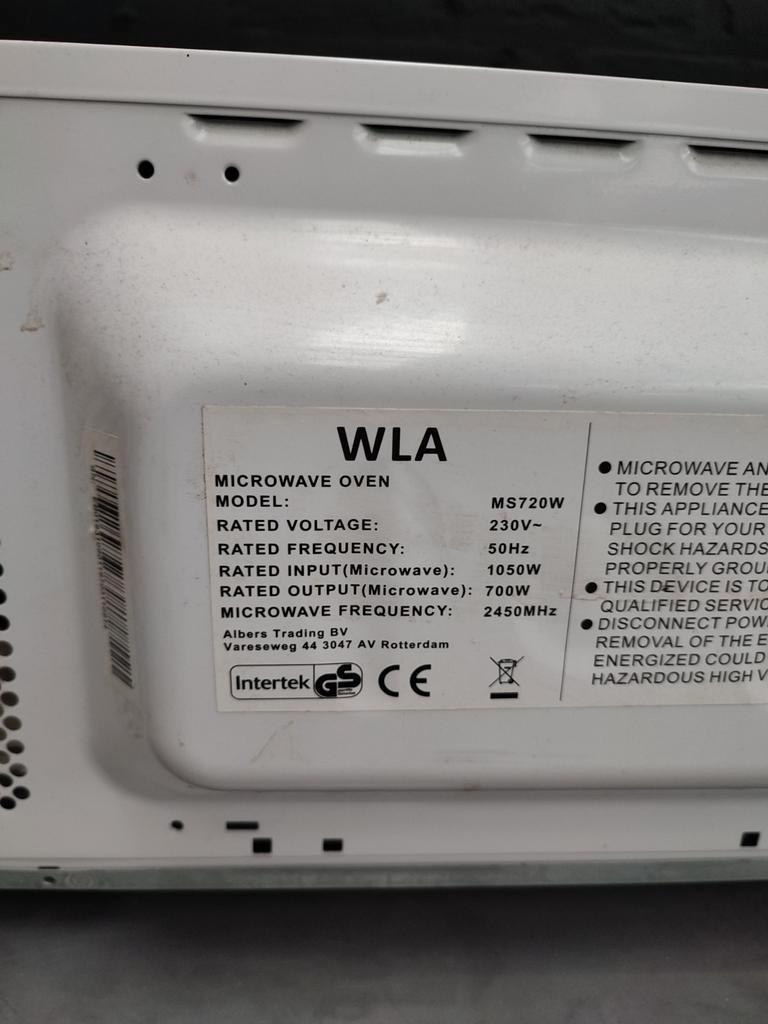 WLA
MICROWAVE OVEN
MODEL: MS720W
RATED VOLTAGE: 230V~
RATED FREQUENCY: 50Hz
RATED INPUT(Microwave): 1050W
RATED OUTPUT(Microwave): 700W
MICROWAVE FREQUENCY: 2450MHz
Albers Trading BV
Vareseweg 44 3047 AV Rotterdam
Intertek GS CE
● MICROWAVE AN
TO REMOVE THE
● THIS APPLIANCE
PLUG FOR YOUR
SHOCK HAZARDS
PROPERLY GROU
● THIS DEVICE IS TO
QUALIFIED SERVIC
● DISCONNECT POW
REMOVAL OF THE E
ENERGIZED COULD
HAZARDOUS HIGH V